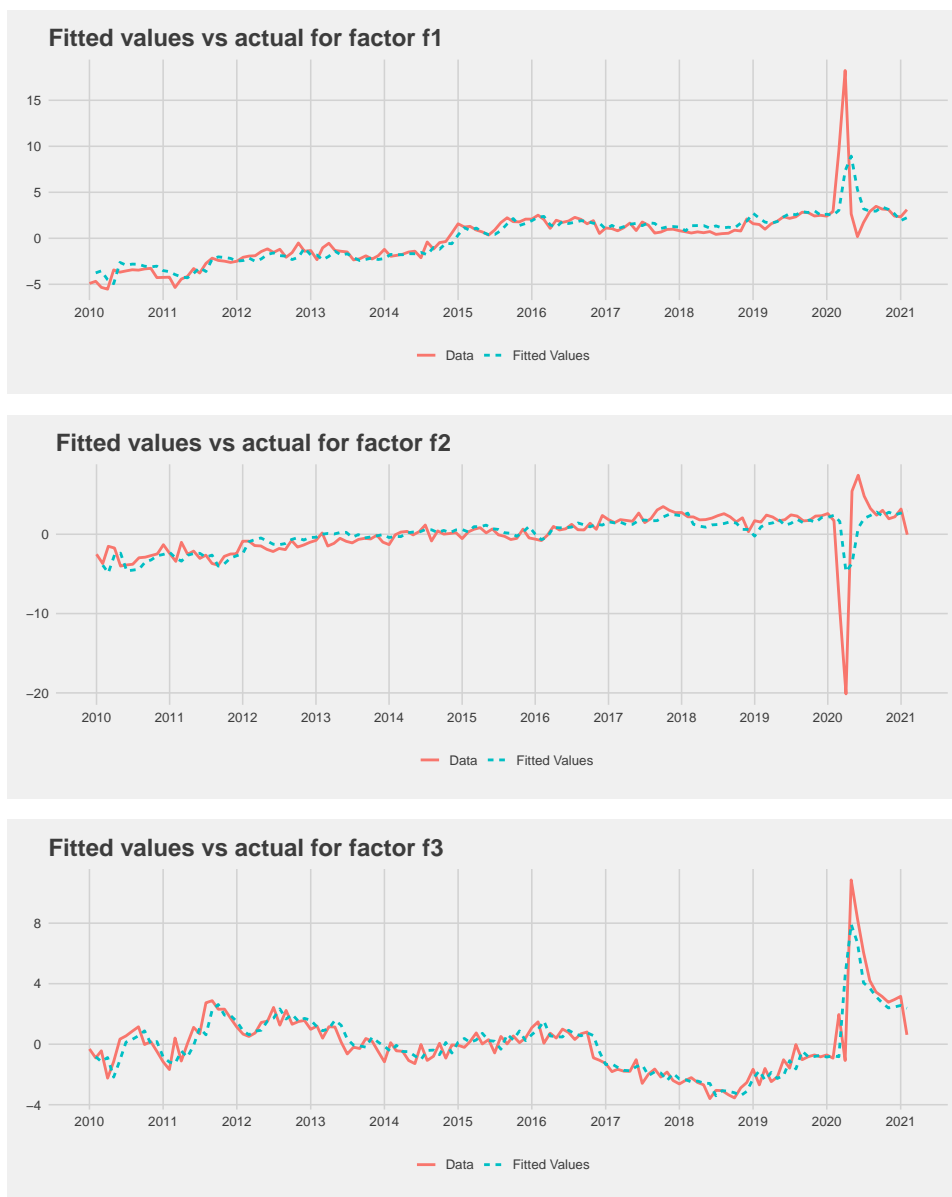 Fitted values vs actual for factor f1
15
10
5
0
−5
2010 2011 2012 2013 2014 2015 2016 2017 2018 2019 2020 2021
Data Fitted Values
Fitted values vs actual for factor f2
0
−10
−20
2010 2011 2012 2013 2014 2015 2016 2017 2018 2019 2020 2021
Data Fitted Values
Fitted values vs actual for factor f3
8
4
0
−4
2010 2011 2012 2013 2014 2015 2016 2017 2018 2019 2020 2021
Data Fitted Values